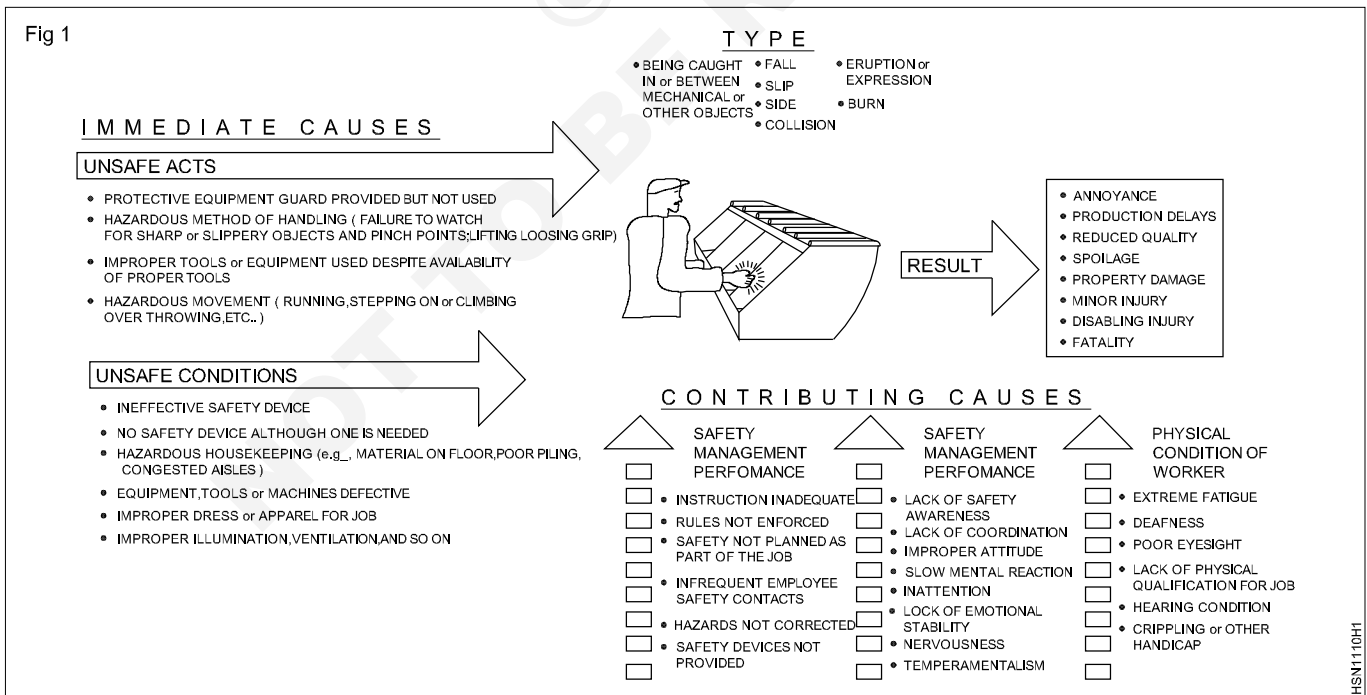 Fig 1
TYPE
• BEING CAUGHT
IN or BETWEEN
MECHANICAL or
OTHER OBJECTS
• FALL
• SLIP
• SIDE
• COLLISION
• ERUPTION or
EXPRESSION
• BURN
IMMEDIATE CAUSES
UNSAFE ACTS
• PROTECTIVE EQUIPMENT GUARD PROVIDED BUT NOT USED
• HAZARDOUS METHOD OF HANDLING ( FAILURE TO WATCH
FOR SHARP or SLIPPERY OBJECTS AND PINCH POINTS;LIFTING LOOSING GRIP)
• IMPROPER TOOLS or EQUIPMENT USED DESPITE AVAILABILITY
OF PROPER TOOLS
• HAZARDOUS MOVEMENT ( RUNNING,STEPPING ON or CLIMBING
OVER THROWING,ETC.. )
RESULT
• ANNOYANCE
• PRODUCTION DELAYS
• REDUCED QUALITY
• SPOILAGE
• PROPERTY DAMAGE
• MINOR INJURY
• DISABLING INJURY
• FATALITY
UNSAFE CONDITIONS
• INEFFECTIVE SAFETY DEVICE
• NO SAFETY DEVICE ALTHOUGH ONE IS NEEDED
• HAZARDOUS HOUSEKEEPING (e.g_, MATERIAL ON FLOOR,POOR PILING,
CONGESTED AISLES )
• EQUIPMENT,TOOLS or MACHINES DEFECTIVE
• IMPROPER DRESS or APPAREL FOR JOB
• IMPROPER ILLUMINATION,VENTILATION,AND SO ON
CONTRIBUTING CAUSES
SAFETY
MANAGEMENT
PERFOMANCE
• INSTRUCTION INADEQUATE
• RULES NOT ENFORCED
• SAFETY NOT PLANNED AS
PART OF THE JOB
• INFREQUENT EMPLOYEE
SAFETY CONTACTS
• HAZARDS NOT CORRECTED
• SAFETY DEVICES NOT
PROVIDED
SAFETY
MANAGEMENT
PERFOMANCE
• LACK OF SAFETY
AWARENESS
• LACK OF COORDINATION
• IMPROPER ATTITUDE
• SLOW MENTAL REACTION
• INATTENTION
• LOCK OF EMOTIONAL
STABILITY
• NERVOUSNESS
• TEMPERAMENTALISM
PHYSICAL
CONDITION OF
WORKER
• EXTREME FATIGUE
• DEAFNESS
• POOR EYESIGHT
• LACK OF PHYSICAL
QUALIFICATION FOR JOB
• HEARING CONDITION
• CRIPPLING or OTHER
HANDICAP
HSN1110H1
NOT TO BE